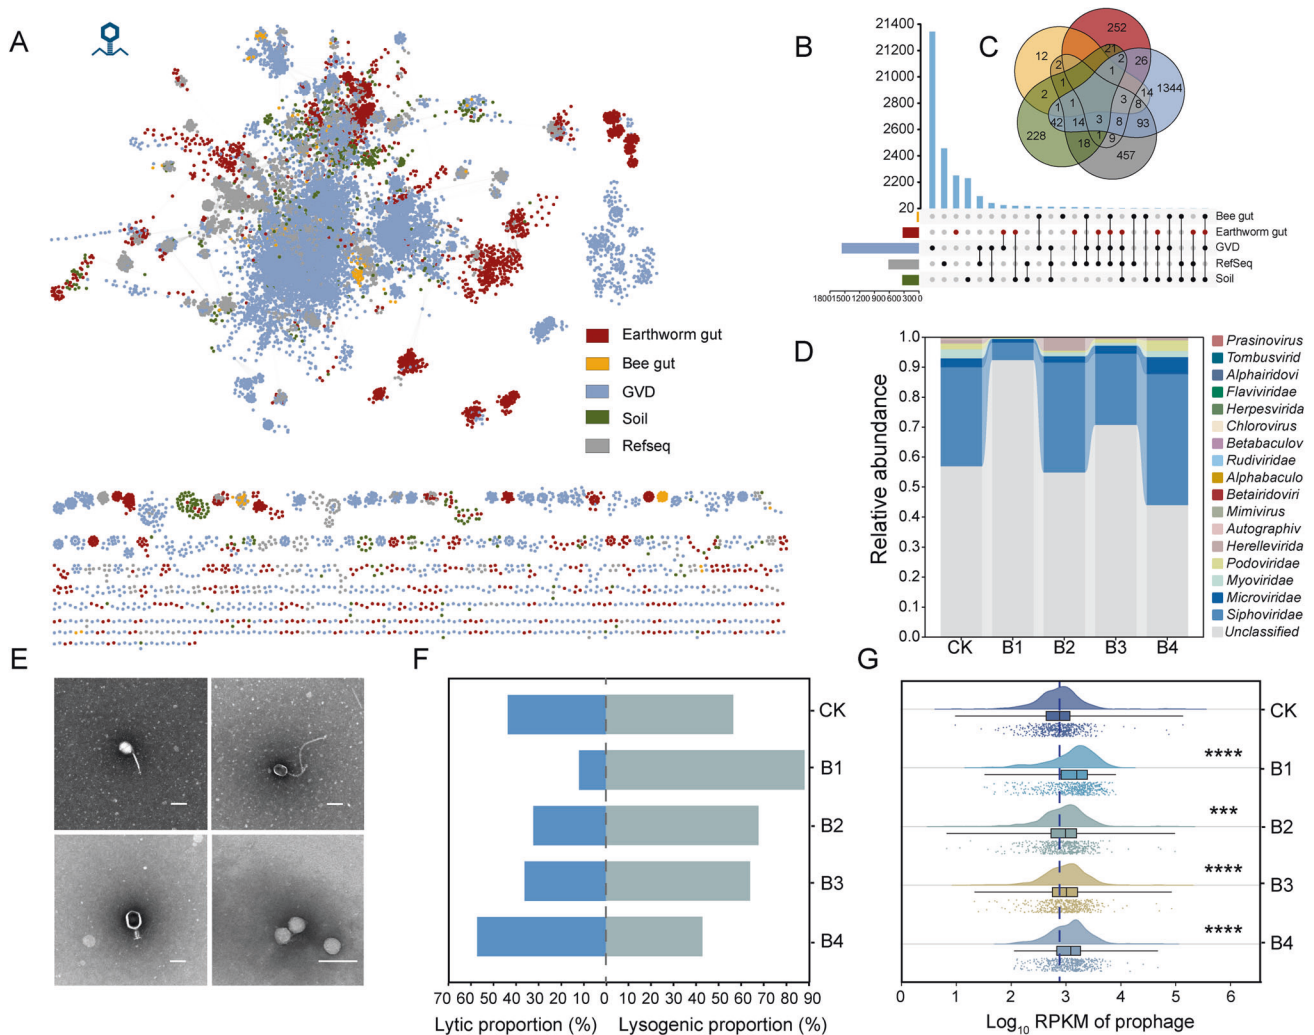 A
Earthworm gut
Bee gut
GVD
Soil
Refseq
B
21400
21100
2800
2600
2400
2200
20
Bee gut
Earthworm gut
GVD
RefSeq
Soil
1800 1500 1200 900 600 300 0
C
252
12
21
2
26
2
1
14
1344
1
2
3
8
1
1
42
14
3
8
93
228
18
1
9
457
D
Relative abundance
1.0
0.9
0.8
0.7
0.6
0.5
0.4
0.3
0.2
0.1
0.0
CK B1 B2 B3 B4
Prasinovirus
Tombusvirid
Alphairidovi
Flaviviridae
Herpesvirida
Chlorovirus
Betabaculov
Rudiviridae
Alphabaculo
Betairidoviri
Mimivirus
Autographiv
Herellevirida
Podoviridae
Myoviridae
Microviridae
Siphoviridae
Unclassified
E
F
CK
B1
B2
B3
B4
70 60 50 40 30 20 10 0 10 20 30 40 50 60 70 80 90
Lytic proportion (%) Lysogenic proportion (%)
G
CK
**** B1
*** B2
**** B3
**** B4
0 1 2 3 4 5 6
Log10 RPKM of prophage